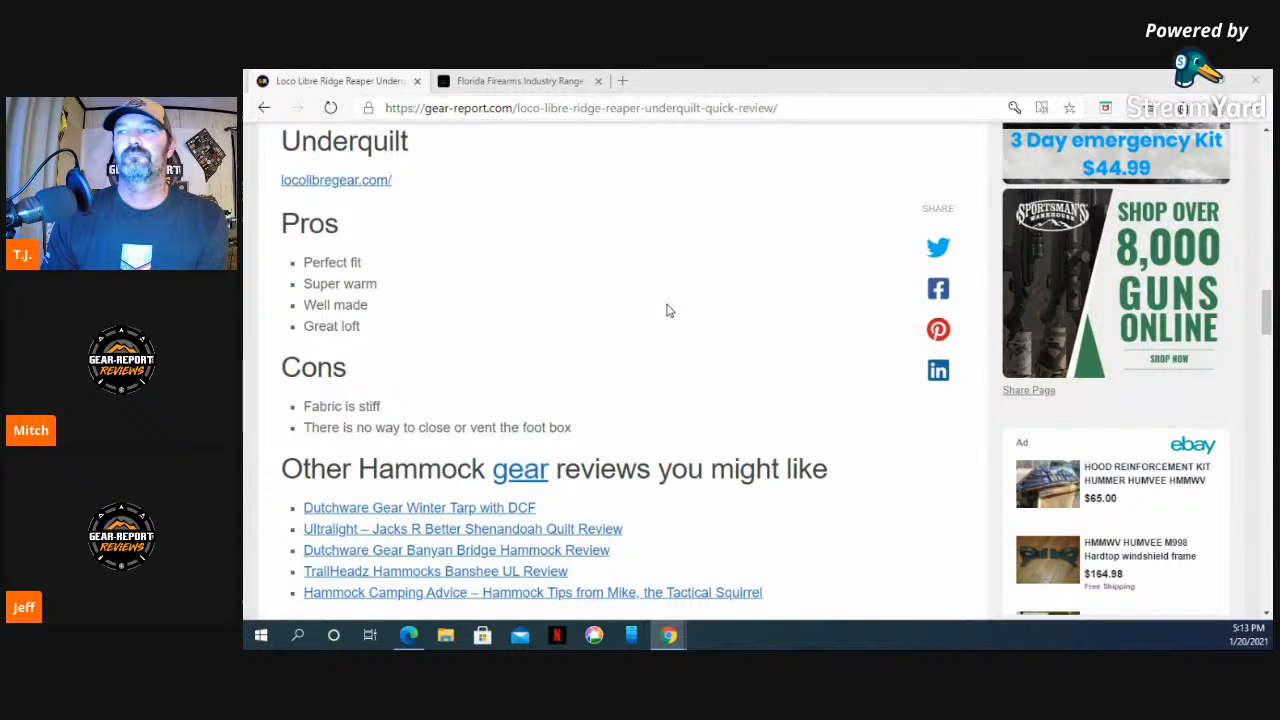 Powered by
StreamYard
Loco Libre Ridge Reaper Under
Florida Firearms Industry Range
https://gear-report.com/loco-libre-ridge-reaper-underquilt-quick-review/
Underquilt
locolibregear.com/
Pros
Perfect fit
Super warm
Well made
Great loft
Cons
Fabric is stiff
There is no way to close or vent the foot box
Other Hammock gear reviews you might like
Dutchware Gear Winter Tarp with DCF
Ultralight – Jacks R Better Shenandoah Quilt Review
Dutchware Gear Banyan Bridge Hammock Review
TrailHeadz Hammocks Banshee UL Review
Hammock Camping Advice – Hammock Tips from Mike, the Tactical Squirrel
SHARE
3 Day emergency Kit
$44.99
SPORTSMAN'S
WAREHOUSE
SHOP OVER
8,000
GUNS
ONLINE
SHOP NOW
Share Page
Ad
ebay
HOOD REINFORCEMENT KIT
HUMMER HUMVEE HMMWV
$65.00
HMMWV HUMVEE M998
Hardtop windshield frame
$164.98
Free Shipping
5:13 PM
1/20/2021
GEAR-REPORT
T.J.
GEAR-REPORT
REVIEWS
Mitch
GEAR-REPORT
REVIEWS
Jeff